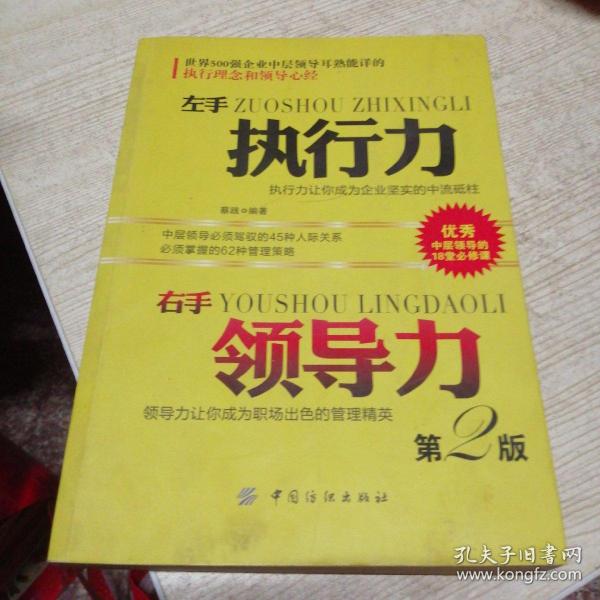 世界500强企业中层领导耳熟能详的
执行理念和领导心经
左手 ZUOSHOU ZHIXINGLI
执行力
执行力让你成为企业坚实的中流砥柱
蔡践 编著
中层领导必须驾驭的45种人际关系
必须掌握的62种管理策略
优秀
中层领导的
18堂必修课
右手 YOUSHOU LINGDAOLI
领导力
领导力让你成为职场出色的管理精英
第2版
中国纺织出版社
孔夫子旧书网
www.kongfz.com